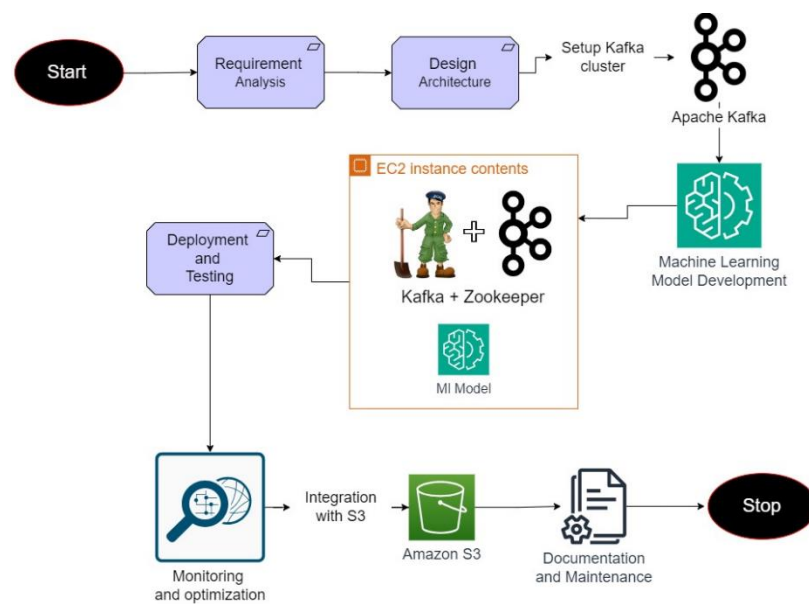 Start
Requirement
Analysis
Design
Architecture
Setup Kafka
cluster
Apache Kafka
EC2 instance contents
Kafka + Zookeeper
Ml Model
Machine Learning
Model Development
Deployment
and
Testing
Monitoring
and optimization
Integration
with S3
Amazon S3
Documentation
and Maintenance
Stop